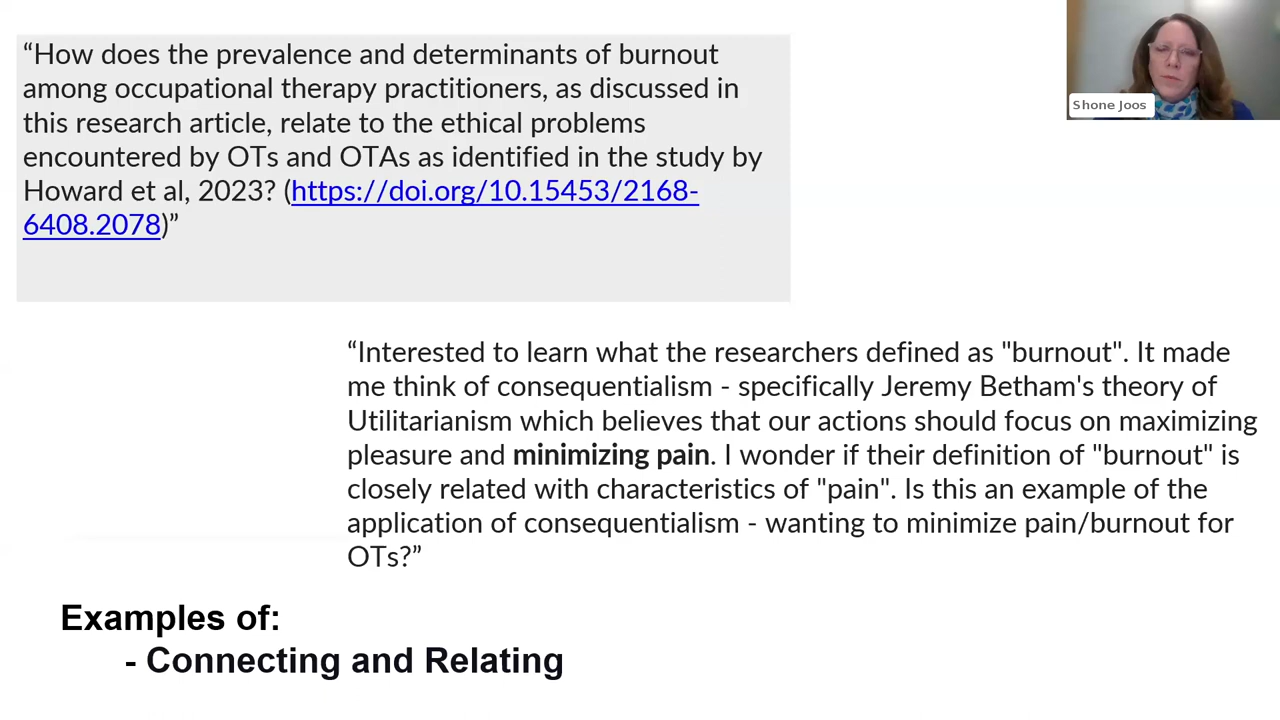 “How does the prevalence and determinants of burnout
among occupational therapy practitioners, as discussed in
this research article, relate to the ethical problems
encountered by OTs and OTAs as identified in the study by
Howard et al, 2023? (https://doi.org/10.15453/2168-
6408.2078)”
Shone Joos
“Interested to learn what the researchers defined as "burnout". It made
me think of consequentialism - specifically Jeremy Betham's theory of
Utilitarianism which believes that our actions should focus on maximizing
pleasure and minimizing pain. I wonder if their definition of "burnout" is
closely related with characteristics of "pain". Is this an example of the
application of consequentialism - wanting to minimize pain/burnout for
OTs?”
Examples of:
- Connecting and Relating